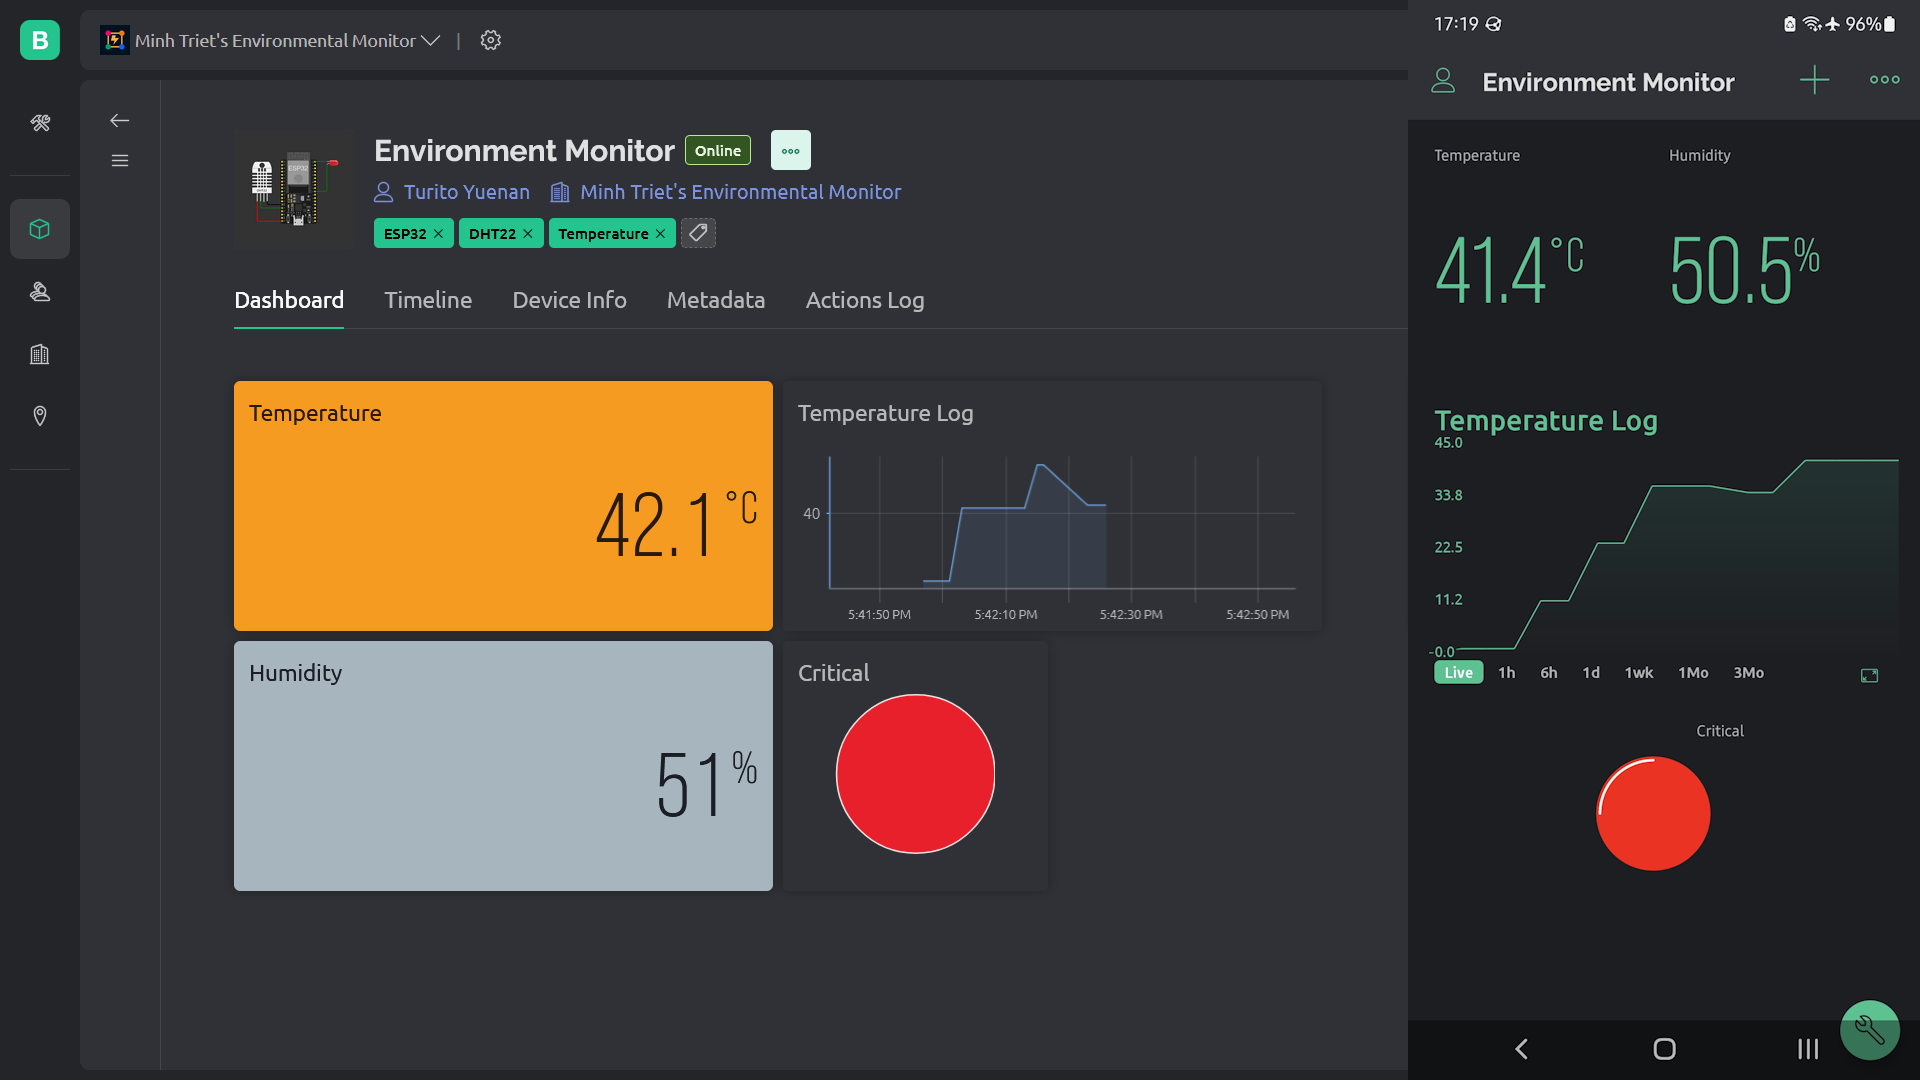 B
Minh Triet's Environmental Monitor
|
Environment Monitor
Online
Turito Yuenan
Minh Triet's Environmental Monitor
ESP32 ×
DHT22 ×
Temperature ×
Dashboard
Timeline
Device Info
Metadata
Actions Log
Temperature
42.1 °C
Temperature Log
40
5:41:50 PM
5:42:10 PM
5:42:30 PM
5:42:50 PM
Humidity
51 %
Critical
17:19
96%
Environment Monitor
Temperature
Humidity
41.4 °C
50.5 %
Temperature Log
45.0
33.8
22.5
11.2
-0.0
Live
1h
6h
1d
1wk
1Mo
3Mo
Critical